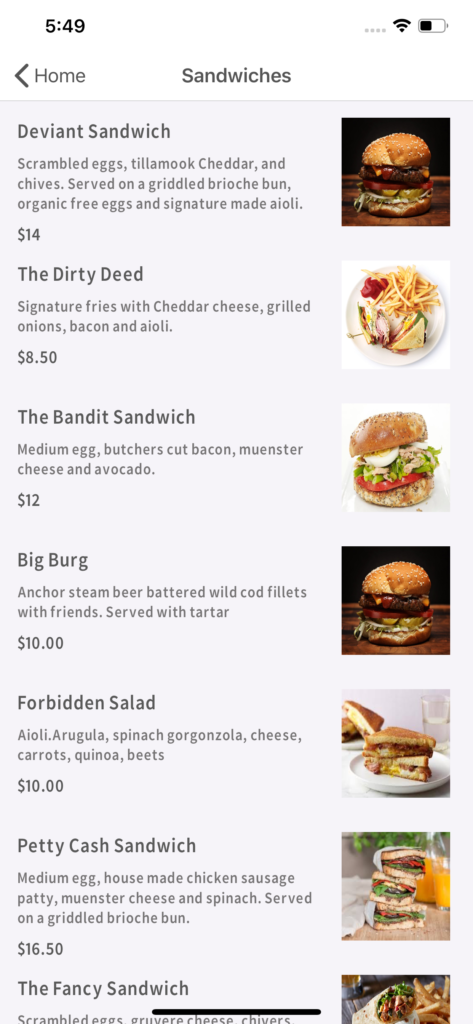 5:49
Home
Sandwiches
Deviant Sandwich
Scrambled eggs, tillamook Cheddar, and
chives. Served on a griddled brioche bun,
organic free eggs and signature made aioli.
$14
The Dirty Deed
Signature fries with Cheddar cheese, grilled
onions, bacon and aioli.
$8.50
The Bandit Sandwich
Medium egg, butchers cut bacon, muenster
cheese and avocado.
$12
Big Burg
Anchor steam beer battered wild cod fillets
with friends. Served with tartar
$10.00
Forbidden Salad
Aioli.Arugula, spinach gorgonzola, cheese,
carrots, quinoa, beets
$10.00
Petty Cash Sandwich
Medium egg, house made chicken sausage
patty, muenster cheese and spinach. Served
on a griddled brioche bun.
$16.50
The Fancy Sandwich
Scrambled eggs, gruyere cheese, chivers